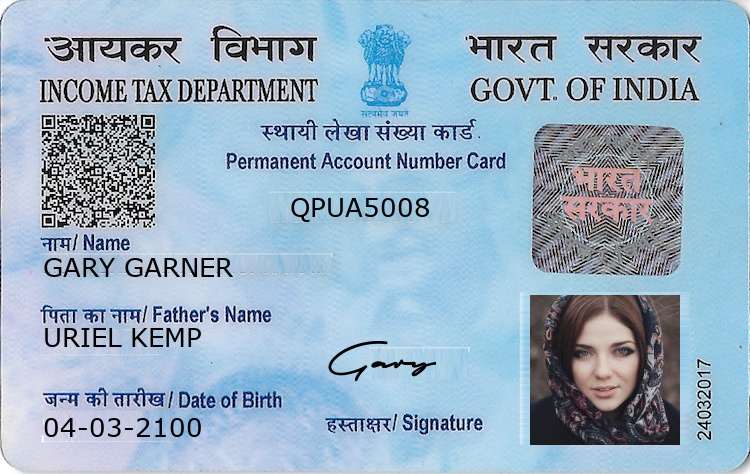 आयकर विभाग
INCOME TAX DEPARTMENT
भारत सरकार
GOVT. OF INDIA
सत्यमेव जयते
स्थायी लेखा संख्या कार्ड
Permanent Account Number Card
QPUA5008
भारत
सरकार
नाम/ Name
GARY GARNER
पिता का नाम/ Father's Name
URIEL KEMP
Gary
जन्म की तारीख / Date of Birth
04-03-2100
हस्ताक्षर/ Signature
24032017